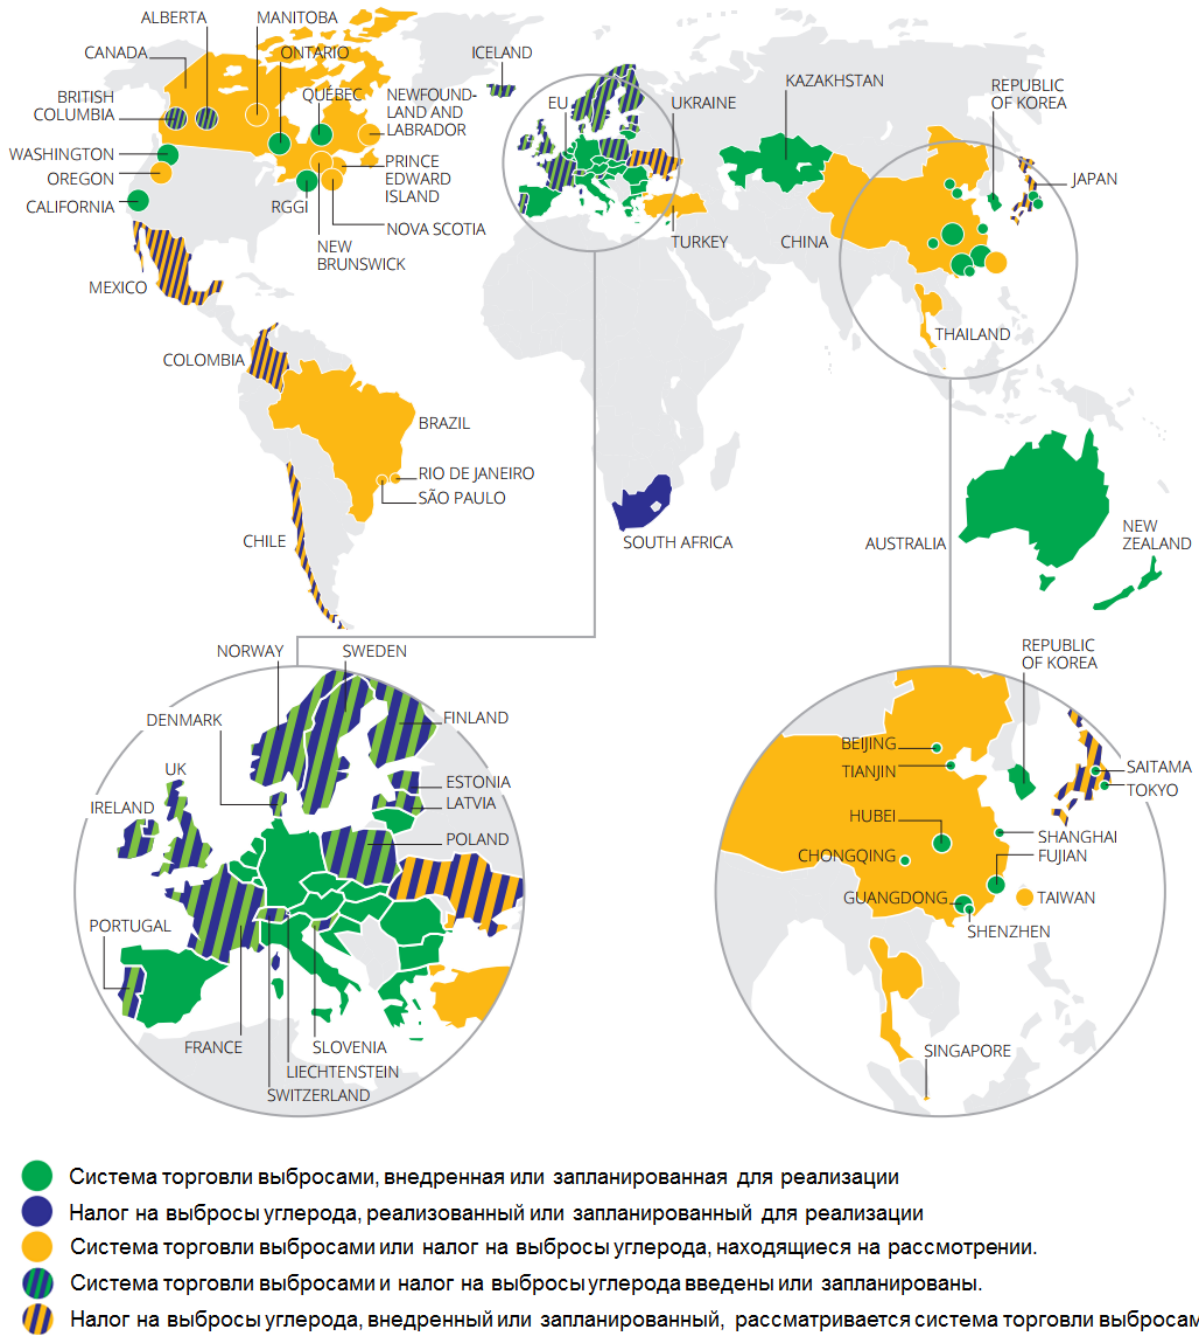 ALBERTA
MANITOBA
CANADA
ONTARIO
ICELAND
BRITISH
COLUMBIA
QUÉBEC
NEWFOUND-
LAND AND
LABRADOR
EU
UKRAINE
KAZAKHSTAN
REPUBLIC
OF KOREA
WASHINGTON
OREGON
CALIFORNIA
RGGI
PRINCE
EDWARD
ISLAND
NOVA SCOTIA
NEW
BRUNSWICK
JAPAN
TURKEY
CHINA
MEXICO
THAILAND
COLOMBIA
BRAZIL
RIO DE JANEIRO
SÃO PAULO
CHILE
SOUTH AFRICA
AUSTRALIA
NEW
ZEALAND
NORWAY
SWEDEN
DENMARK
FINLAND
UK
IRELAND
ESTONIA
LATVIA
POLAND
PORTUGAL
FRANCE
SLOVENIA
LIECHTENSTEIN
SWITZERLAND
REPUBLIC
OF KOREA
BEIJING
TIANJIN
SAITAMA
TOKYO
HUBEI
SHANGHAI
CHONGQING
FUJIAN
GUANGDONG
TAIWAN
SHENZHEN
SINGAPORE
Система торговли выбросами, внедренная или запланированная для реализации
Налог на выбросы углерода, реализованный или запланированный для реализации
Система торговли выбросами или налог на выбросы углерода, находящиеся на рассмотрении.
Система торговли выбросами и налог на выбросы углерода введены или запланированы.
Налог на выбросы углерода, внедренный или запланированный, рассматривается система торговли выбросам